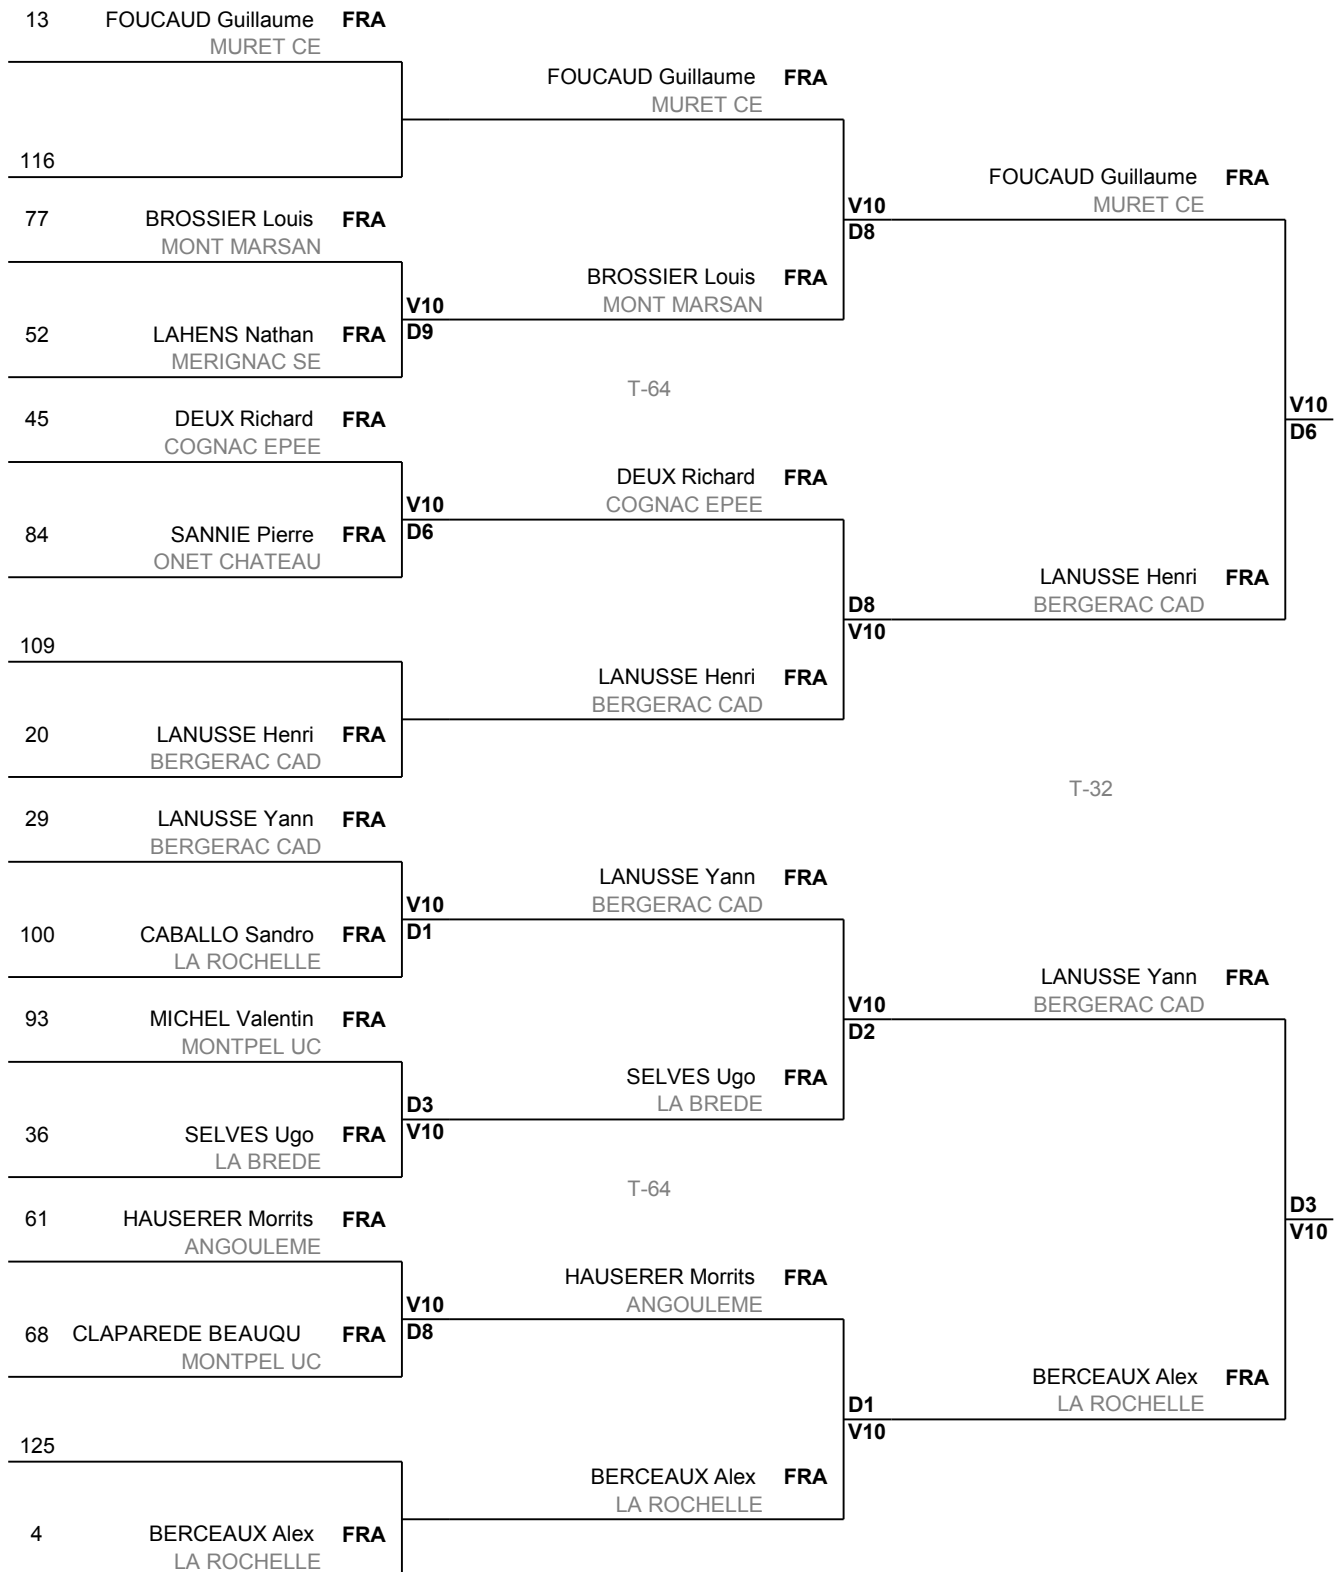 13 FOUCAUD Guillaume FRA
MURET CE
FOUCAUD Guillaume FRA
MURET CE
116
FOUCAUD Guillaume FRA
MURET CE
77 BROSSIER Louis FRA
MONT MARSAN
V10
D8
BROSSIER Louis FRA
MONT MARSAN
V10
D9
52 LAHENS Nathan FRA
MERIGNAC SE
T-64
45 DEUX Richard FRA
COGNAC EPEE
V10
D6
DEUX Richard FRA
COGNAC EPEE
V10
D6
84 SANNIE Pierre FRA
ONET CHATEAU
LANUSSE Henri FRA
BERGERAC CAD
D8
V10
109
LANUSSE Henri FRA
BERGERAC CAD
20 LANUSSE Henri FRA
BERGERAC CAD
T-32
29 LANUSSE Yann FRA
BERGERAC CAD
LANUSSE Yann FRA
BERGERAC CAD
V10
D1
100 CABALLO Sandro FRA
LA ROCHELLE
LANUSSE Yann FRA
BERGERAC CAD
V10
D2
93 MICHEL Valentin FRA
MONTPEL UC
SELVES Ugo FRA
LA BREDE
D3
V10
36 SELVES Ugo FRA
LA BREDE
T-64
61 HAUSERER Morrits FRA
ANGOULEME
D3
V10
HAUSERER Morrits FRA
ANGOULEME
V10
D8
68 CLAPAREDE BEAUQU FRA
MONTPEL UC
BERCEAUX Alex FRA
LA ROCHELLE
D1
V10
125
BERCEAUX Alex FRA
LA ROCHELLE
4 BERCEAUX Alex FRA
LA ROCHELLE